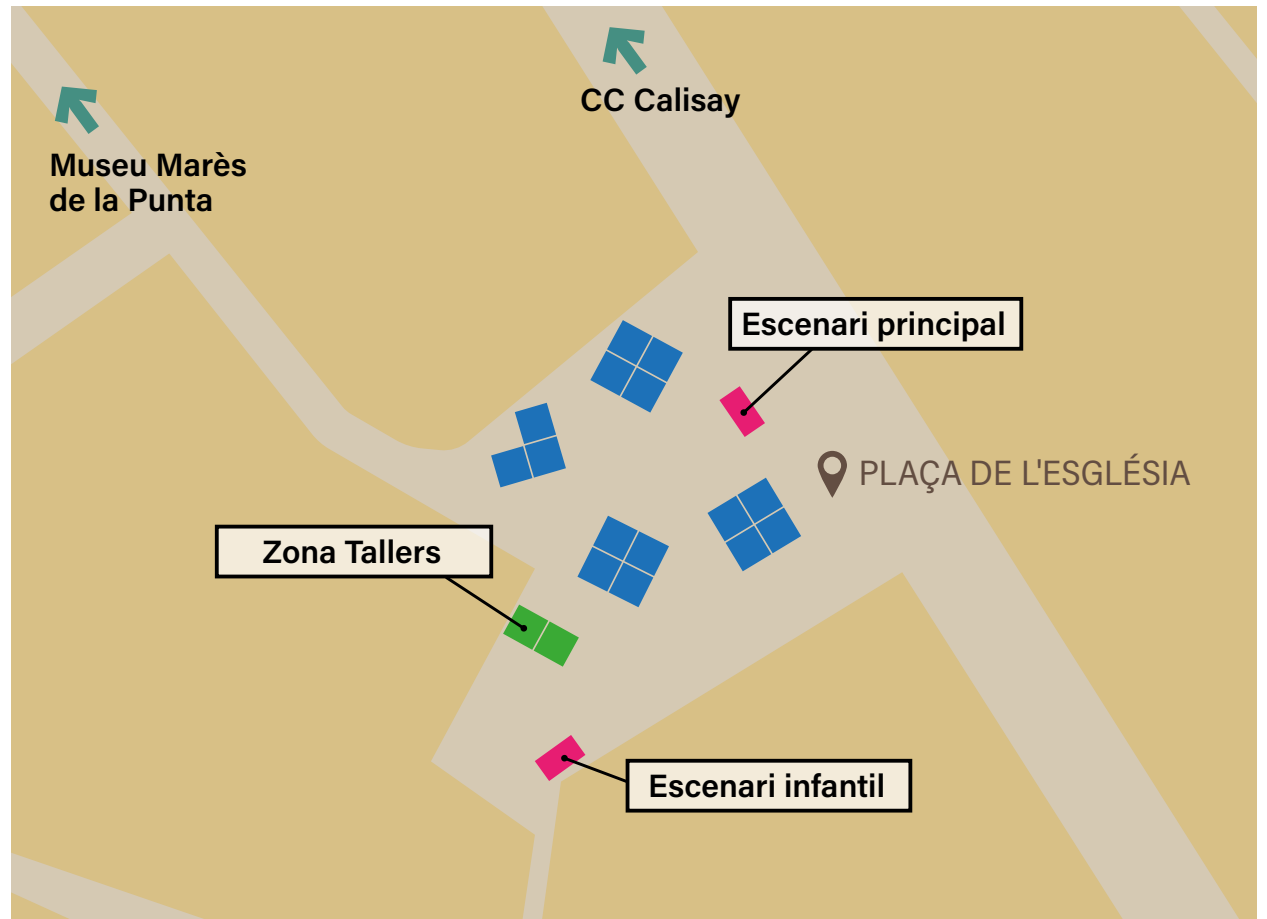 CC Calisay
Museu Marès
de la Punta
Escenari principal
PLAÇA DE L'ESGLÉSIA
Zona Tallers
Escenari infantil